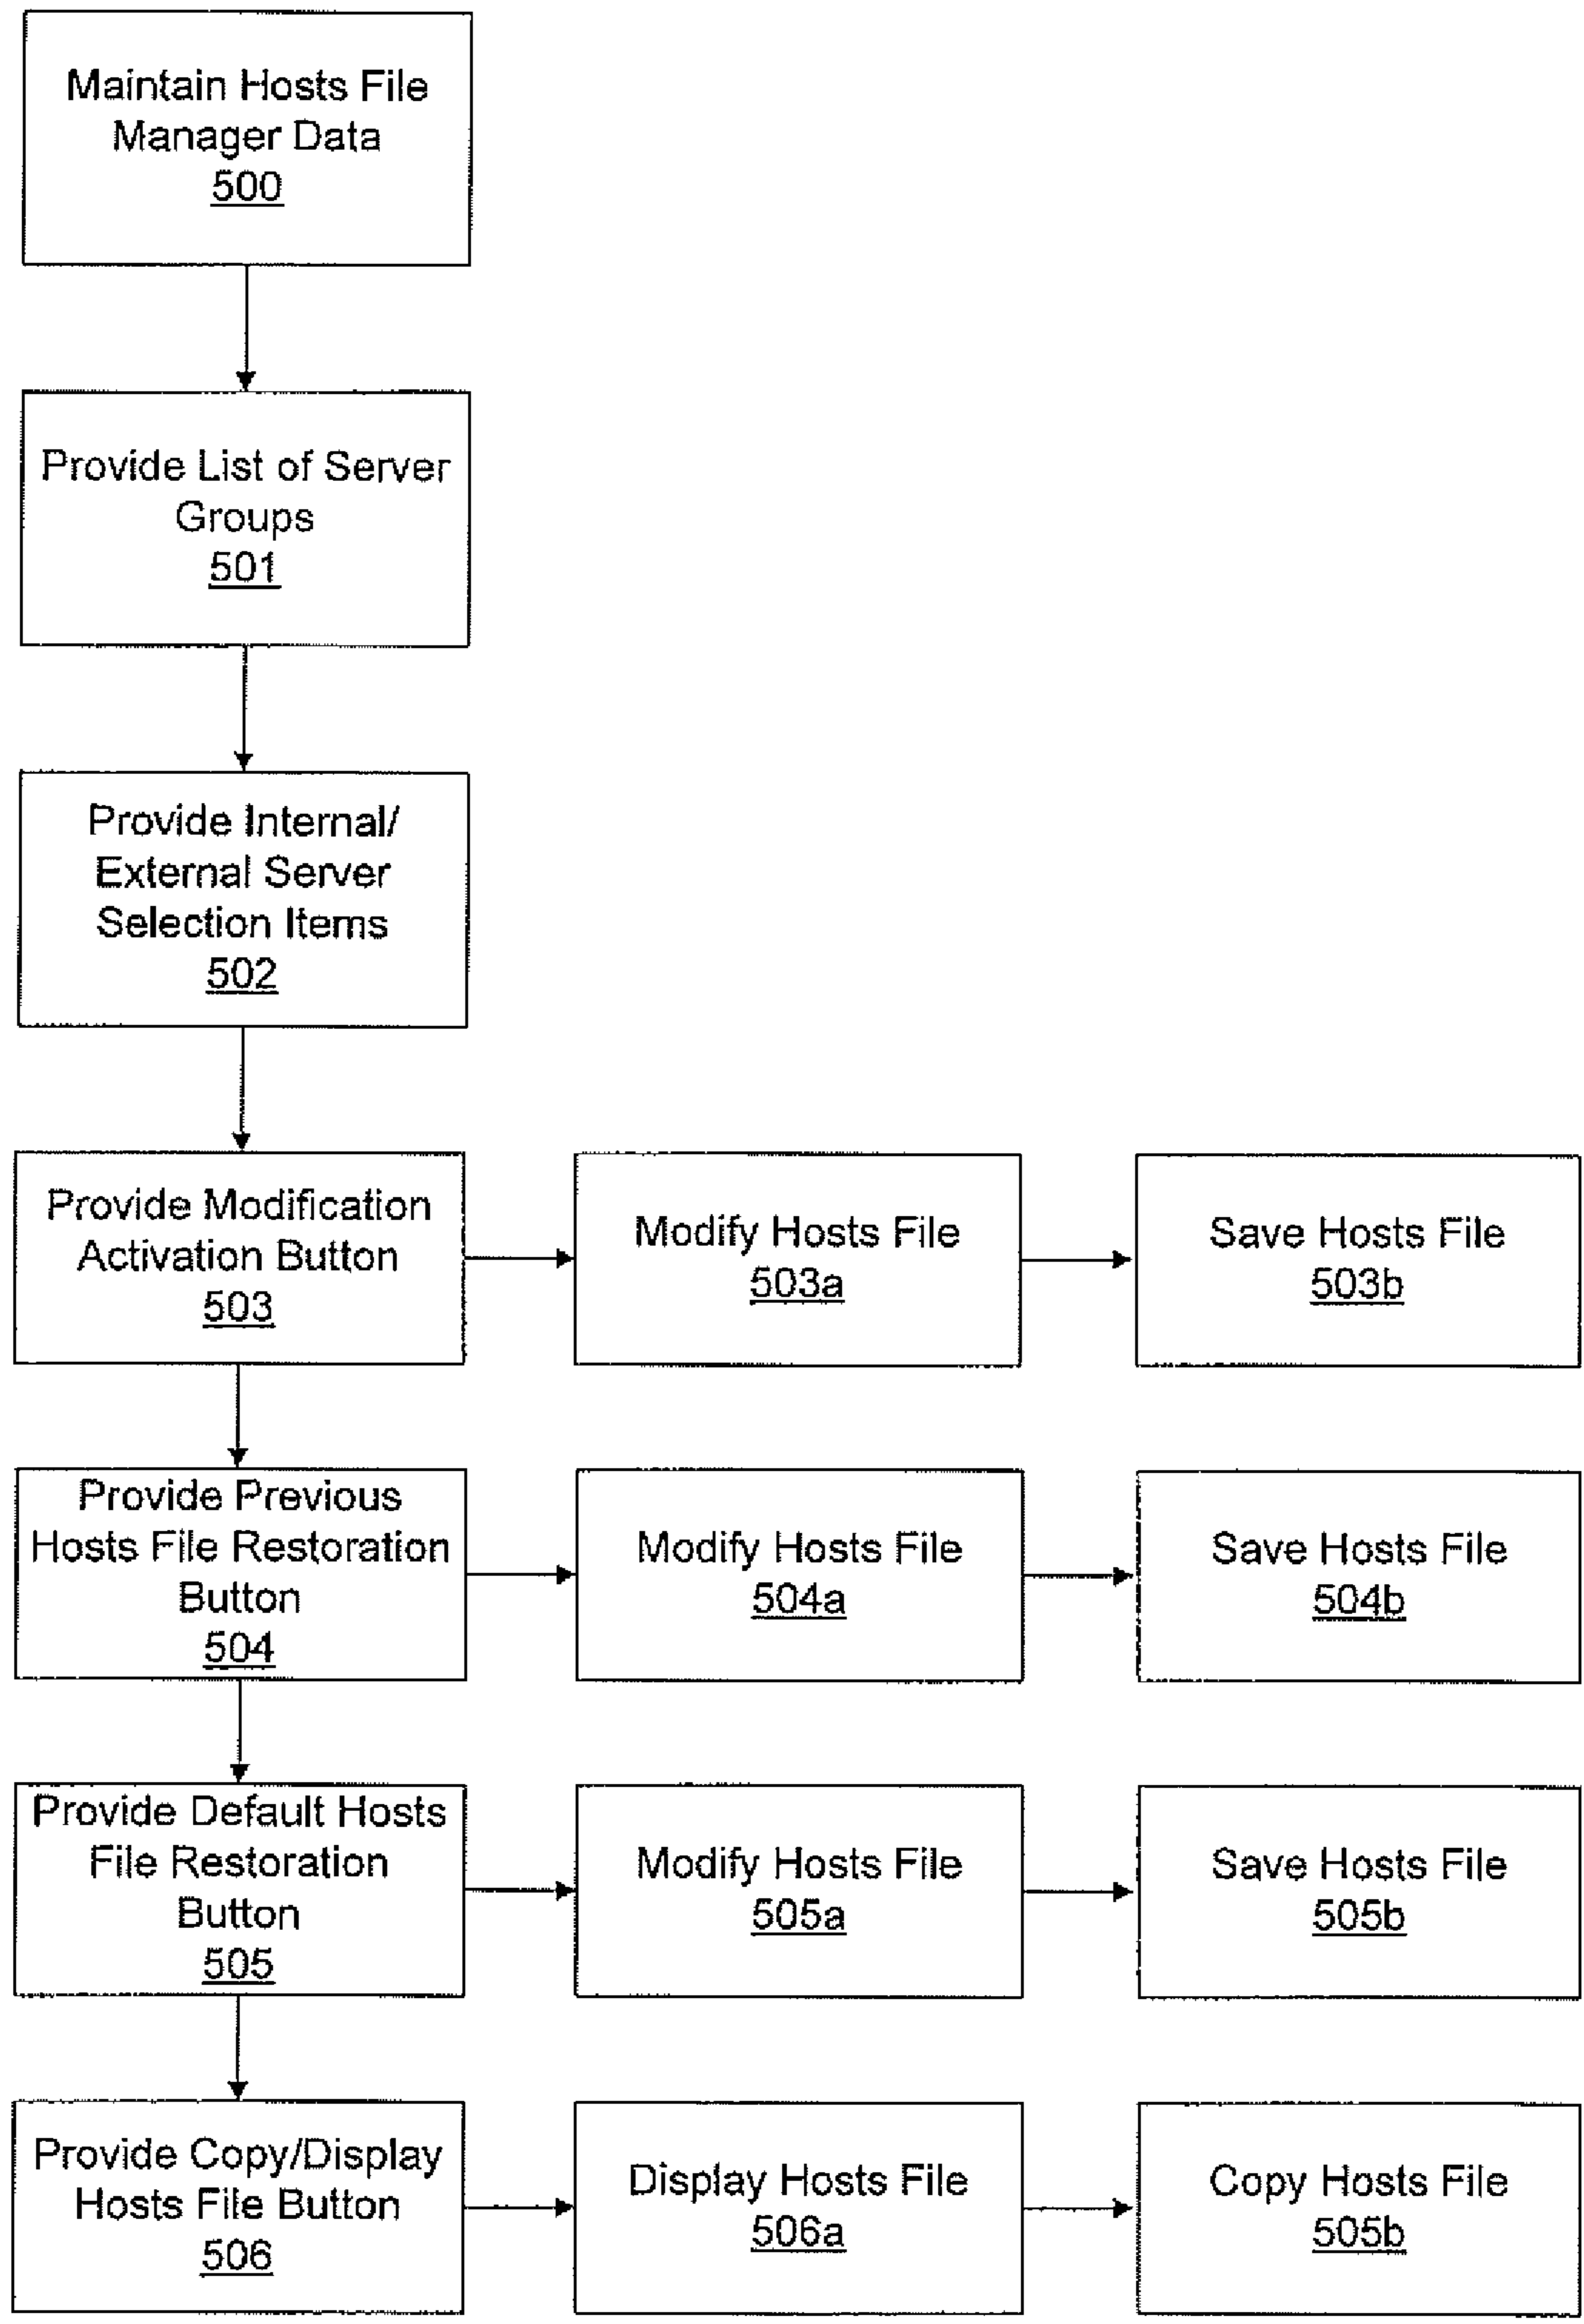 Maintain Hosts File
Manager Data
500
Provide List of Server
Groups
501
Provide Internal/
External Server
Selection Items
502
Provide Modification
Activation Button
503
Modify Hosts File
503a
Save Hosts File
503b
Provide Previous
Hosts File Restoration
Button
504
Modify Hosts File
504a
Save Hosts File
504b
Provide Default Hosts
File Restoration
Button
505
Modify Hosts File
505a
Save Hosts File
505b
Provide Copy/Display
Hosts File Button
506
Display Hosts File
506a
Copy Hosts File
505b